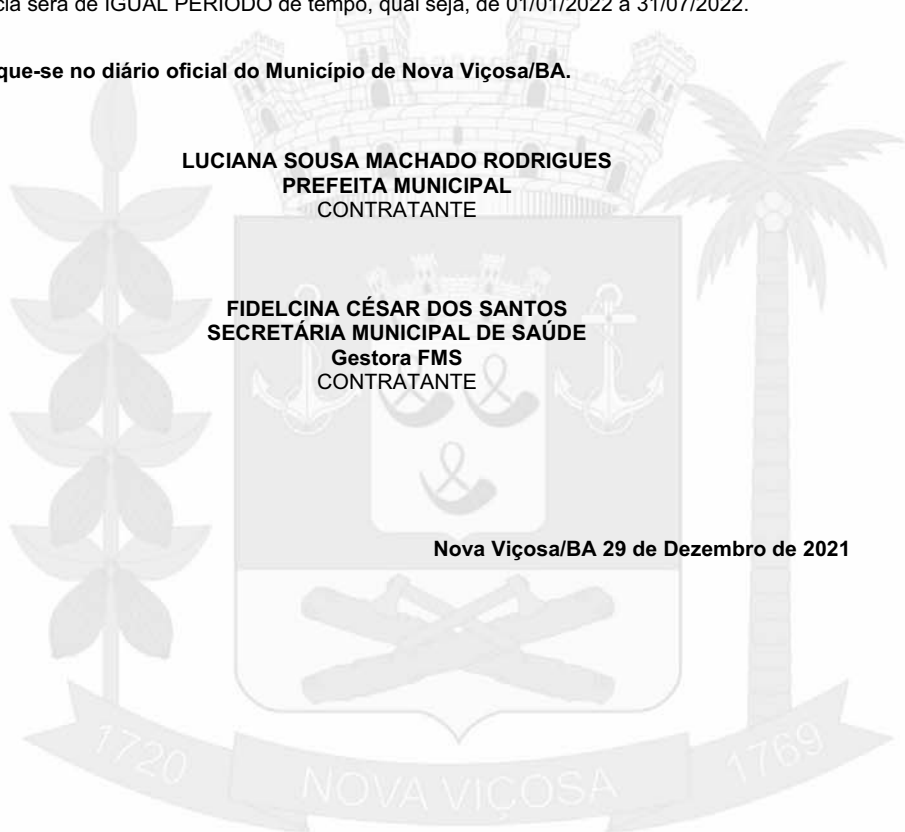 cia será de IGUAL PERÍODO de tempo, qual seja, de 01/01/2022 a 31/07/2022.
que-se no diário oficial do Município de Nova Viçosa/BA.
LUCIANA SOUSA MACHADO RODRIGUES
PREFEITA MUNICIPAL
CONTRATANTE
FIDELCINA CÉSAR DOS SANTOS
SECRETÁRIA MUNICIPAL DE SAÚDE
Gestora FMS
CONTRATANTE
Nova Viçosa/BA 29 de Dezembro de 2021
1720 NOVA VIÇOSA 1769